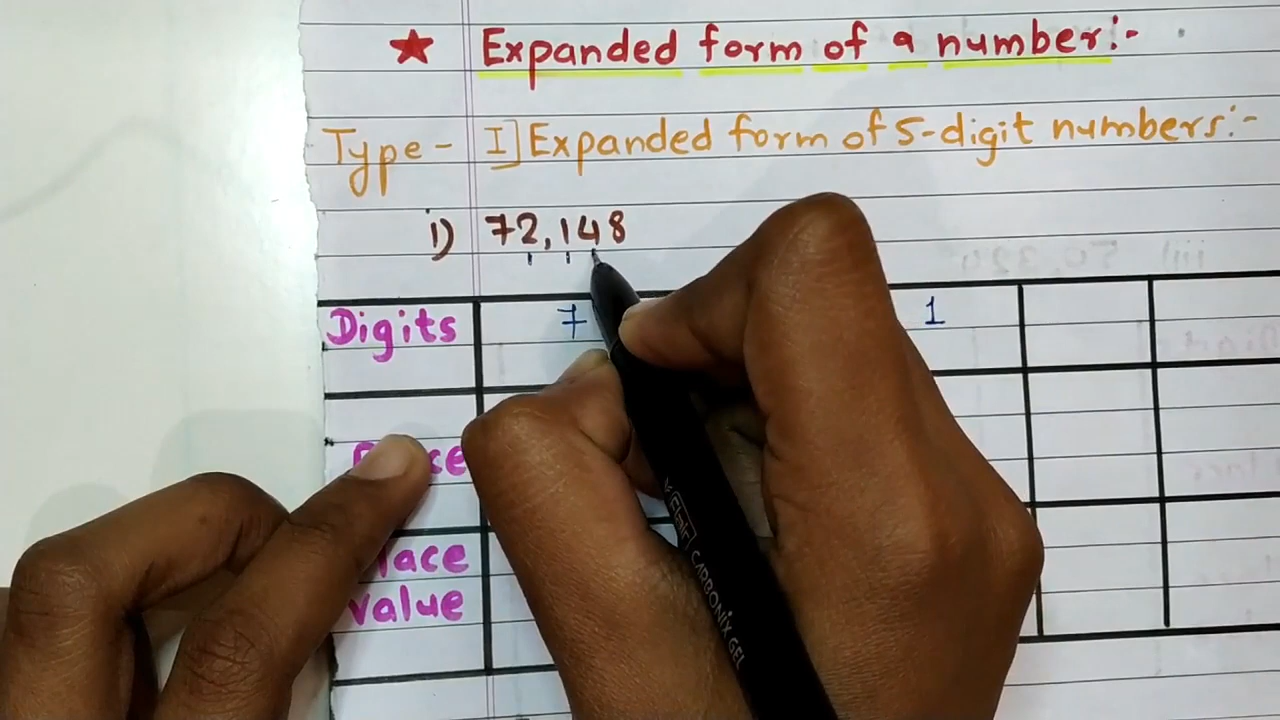 ★ Expanded form of a number:-
Type - I] Expanded form of 5-digit numbers:-
i) 72,148
Digits 7 1
Place value
Flair CARBONIX GEL